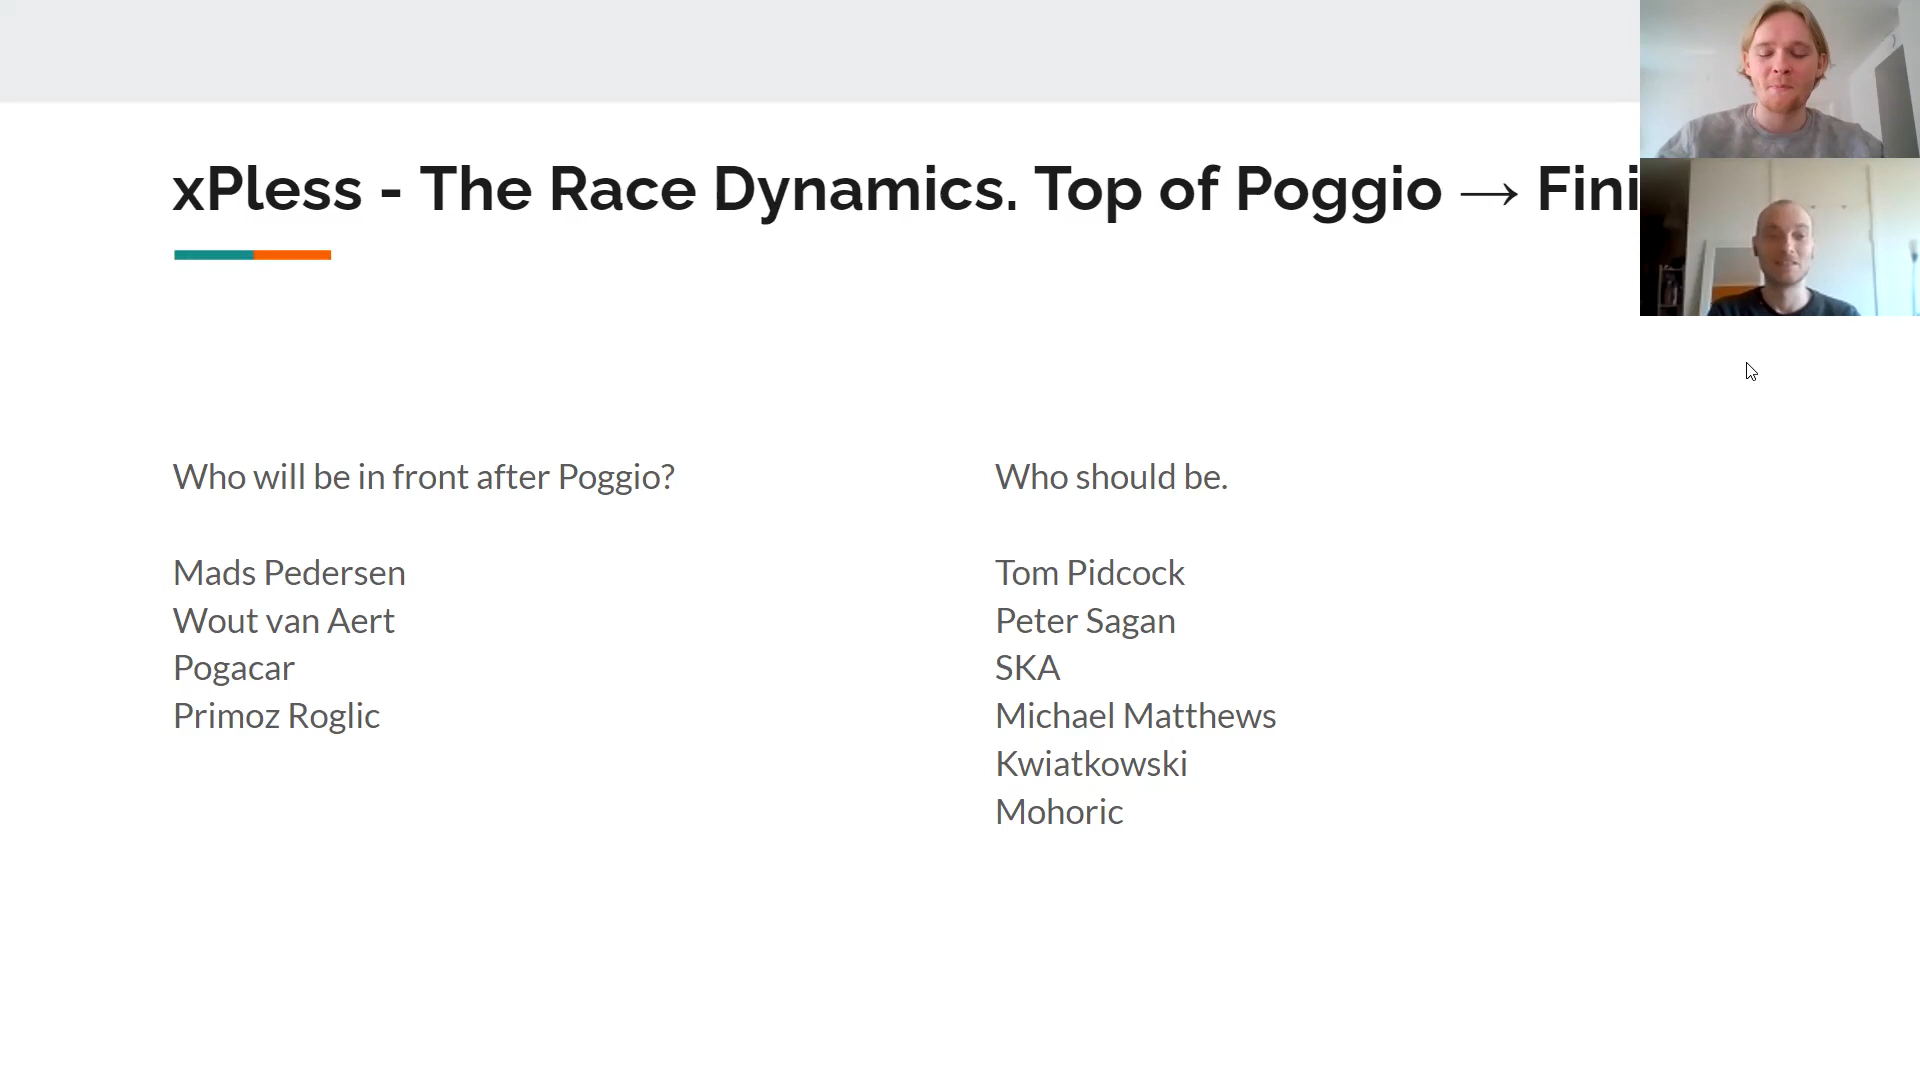 xPless - The Race Dynamics. Top of Poggio → Fini
Who will be in front after Poggio?
Mads Pedersen
Wout van Aert
Pogacar
Primoz Roglic
Who should be.
Tom Pidcock
Peter Sagan
SKA
Michael Matthews
Kwiatkowski
Mohoric